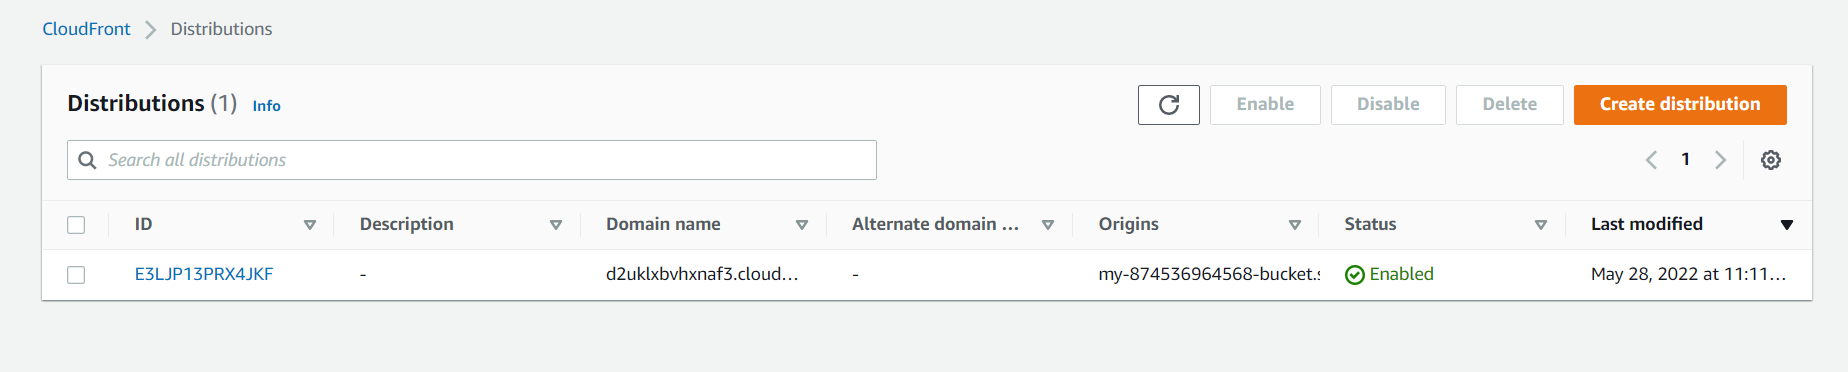 CloudFront Distributions
Distributions (1) Info Enable Disable Delete Create distribution
Search all distributions 1
ID Description Domain name Alternate domain ... Origins Status Last modified
E3LJP13PRX4JKF - d2uklxbvhxnaf3.cloud... - my-874536964568-bucket.s Enabled May 28, 2022 at 11:11...